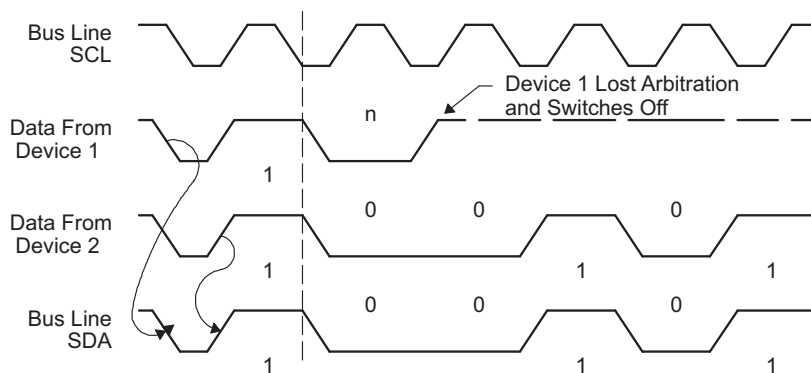 Bus Line
SCL
Device 1 Lost Arbitration
and Switches Off
Data From
Device 1
n
1
Data From
Device 2
0 0 0
1 1 1
Bus Line
SDA
0 0 0
1 1 1